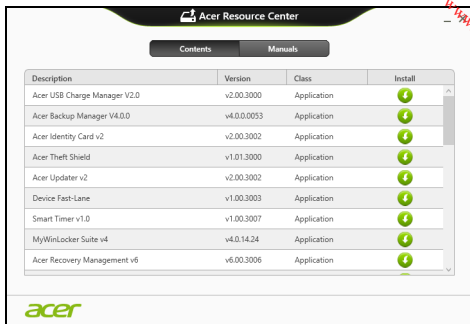 Acer Resource Center
Contents Manuals
Description Version Class Install
Acer USB Charge Manager V2.0 v2.00.3000 Application
Acer Backup Manager V4.0.0 v4.0.0.0053 Application
Acer Identity Card v2 v2.00.3002 Application
Acer Theft Shield v1.01.3000 Application
Acer Updater v2 v2.00.3002 Application
Device Fast-Lane v1.00.3003 Application
Smart Timer v1.0 v1.00.3007 Application
MyWinLocker Suite v4 v4.0.14.24 Application
Acer Recovery Management v6 v6.00.3006 Application
acer